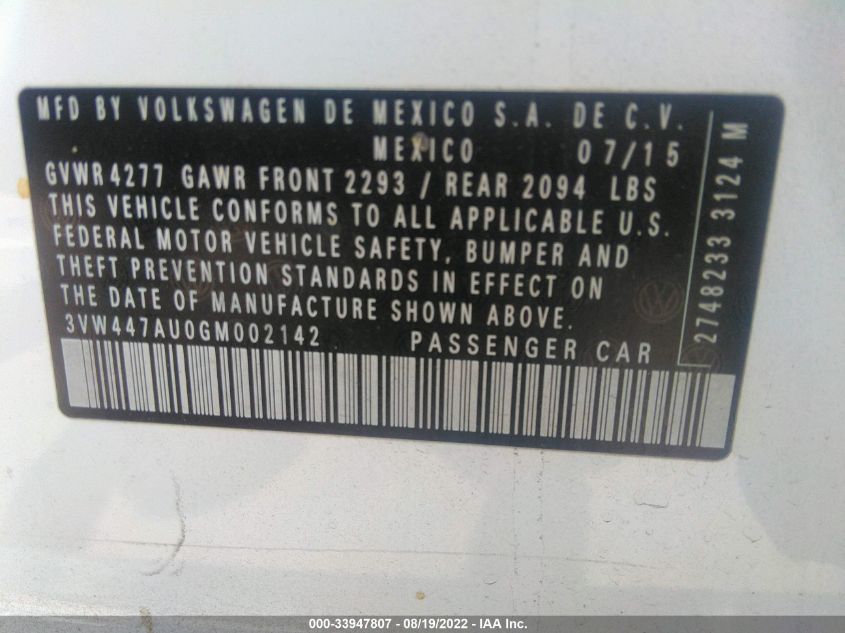 MFD BY VOLKSWAGEN DE MEXICO S.A. DE C.V.
MEXICO 07/15
GVWR 4277 GAWR FRONT 2293 / REAR 2094 LBS
THIS VEHICLE CONFORMS TO ALL APPLICABLE U.S.
FEDERAL MOTOR VEHICLE SAFETY, BUMPER AND
THEFT PREVENTION STANDARDS IN EFFECT ON
THE DATE OF MANUFACTURE SHOWN ABOVE.
3VW447AU0GM002142 PASSENGER CAR
2748233 3124 M
000-33947807 - 08/19/2022 - IAA Inc.